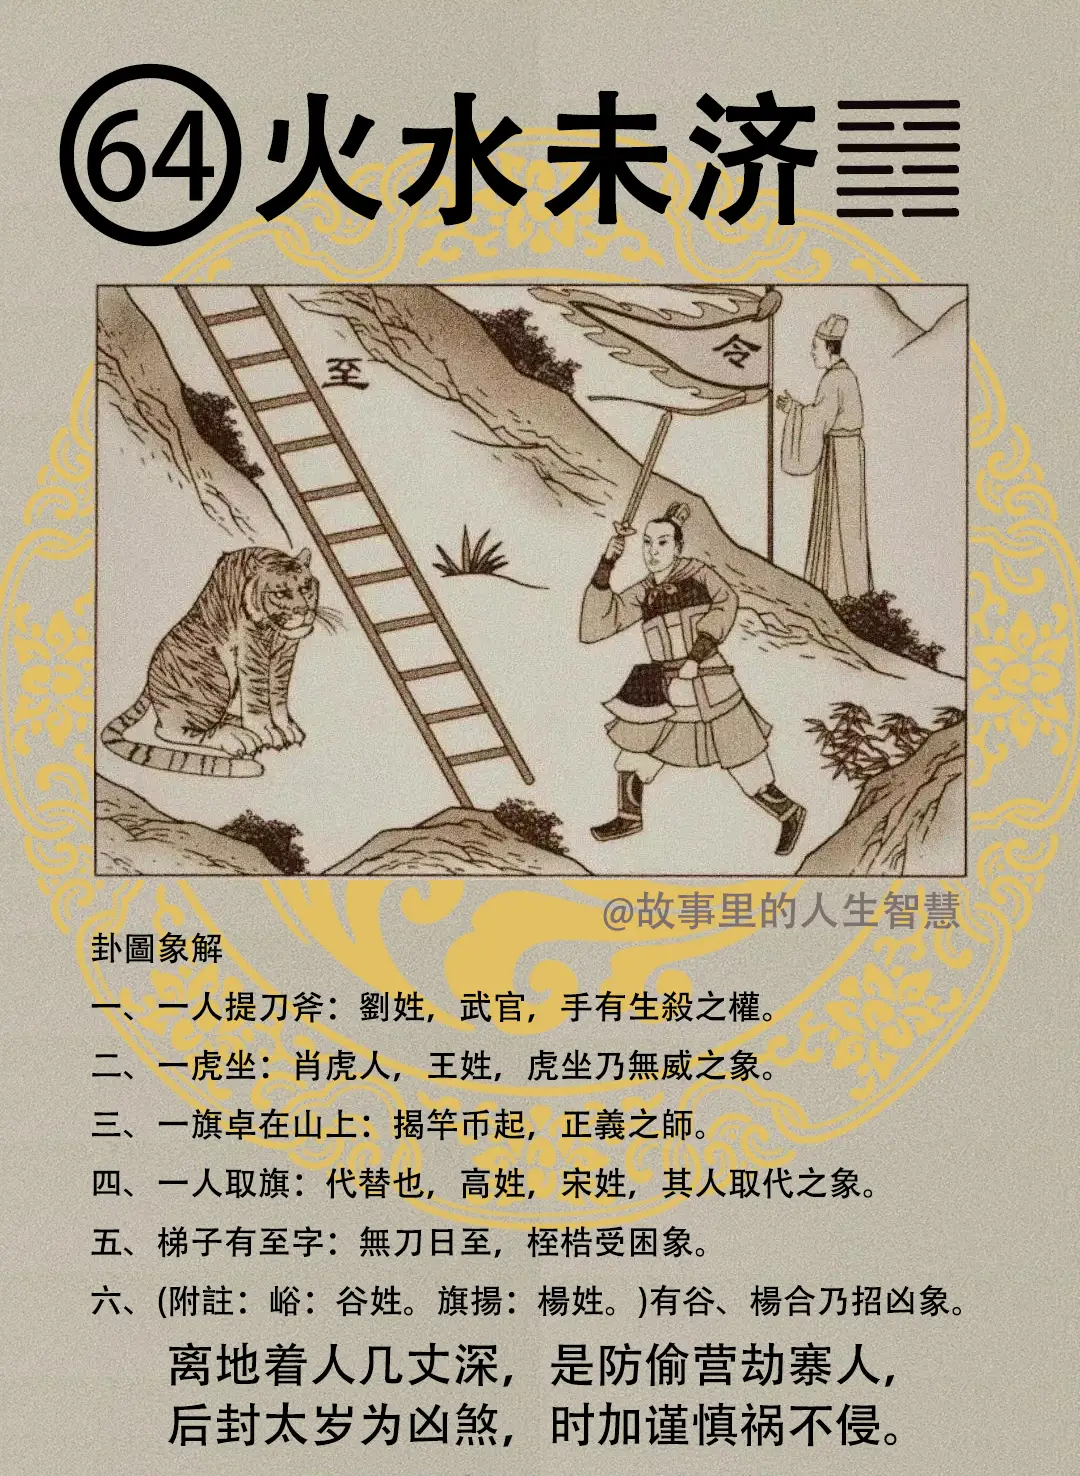 64 火水未济
至
令
@故事里的人生智慧
卦圖象解
一、一人提刀斧：劉姓，武官，手有生殺之權。
二、一虎坐：肖虎人，王姓，虎坐乃無威之象。
三、一旗卓在山上：揭竿币起，正義之師。
四、一人取旗：代替也，高姓，宋姓，其人取代之象。
五、梯子有至字：無刀日至，桎梏受困象。
六、(附註：峪：谷姓。旗揚：楊姓。)有谷、楊合乃招凶象。
离地着人几丈深，是防偷营劫寨人，
后封太岁为凶煞，时加谨慎祸不侵。